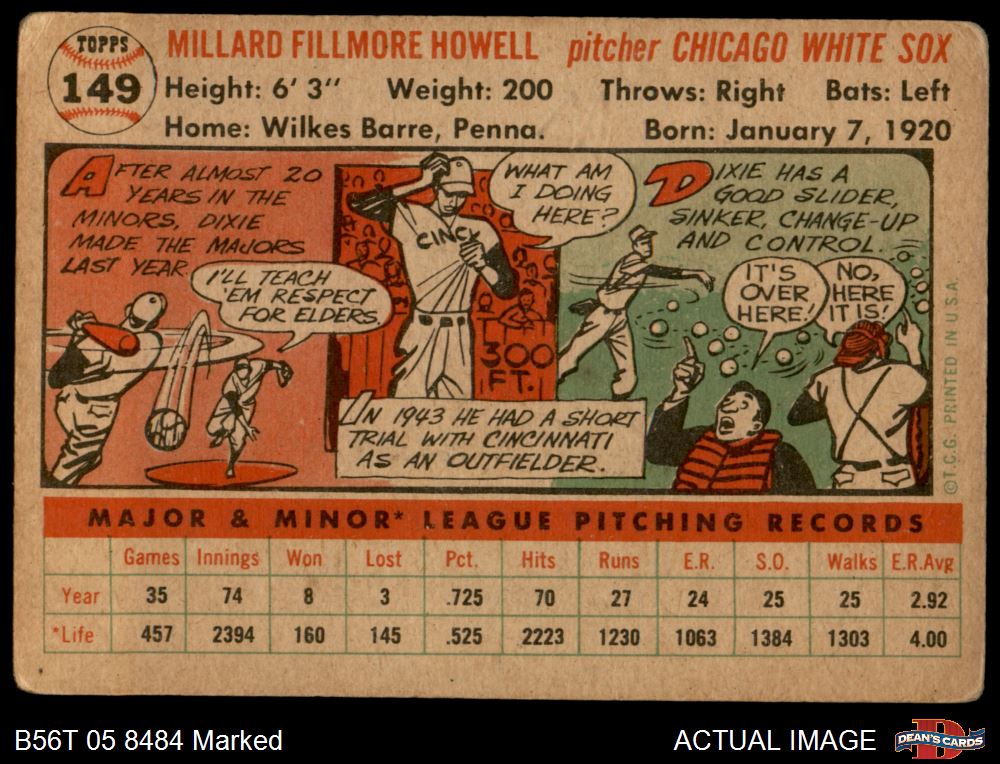 TOPPS
149
MILLARD FILLMORE HOWELL pitcher CHICAGO WHITE SOX
Height: 6' 3" Weight: 200 Throws: Right Bats: Left
Home: Wilkes Barre, Penna. Born: January 7, 1920
AFTER ALMOST 20
YEARS IN THE
MINORS, DIXIE
MADE THE MAJORS
LAST YEAR.
I'LL TEACH
'EM RESPECT
FOR ELDERS.
WHAT AM
I DOING
HERE?
CINCY
300
FT.
IN 1943 HE HAD A SHORT
TRIAL WITH CINCINNATI
AS AN OUTFIELDER.
DIXIE HAS A
GOOD SLIDER,
SINKER, CHANGE-UP
AND CONTROL.
IT'S
OVER
HERE!
NO,
HERE
IT IS!
©T.C.G. PRINTED IN U.S.A.
MAJOR & MINOR* LEAGUE PITCHING RECORDS
Games Innings Won Lost Pct. Hits Runs E.R. S.O. Walks E.R.Avg
Year 35 74 8 3 .725 70 27 24 25 25 2.92
*Life 457 2394 160 145 .525 2223 1230 1063 1384 1303 4.00
B56T 05 8484 Marked
ACTUAL IMAGE
D
DEAN'S CARDS